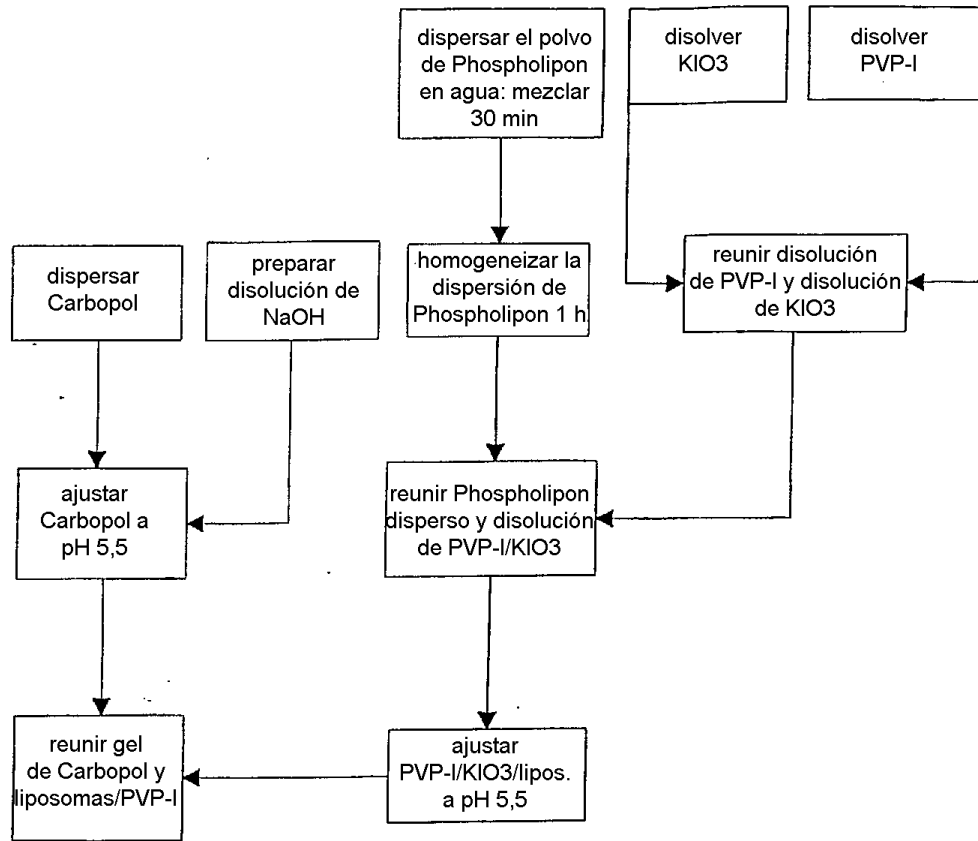 dispersar el polvo
de Phospholipon
en agua: mezclar
30 min
disolver
KIO3
disolver
PVP-I
dispersar
Carbopol
preparar
disolución de
NaOH
homogeneizar la
dispersión de
Phospholipon 1 h
reunir disolución
de PVP-I y disolución
de KIO3
ajustar
Carbopol a
pH 5,5
reunir Phospholipon
disperso y disolución
de PVP-I/KIO3
reunir gel
de Carbopol y
liposomas/PVP-I
ajustar
PVP-I/KIO3/lipos.
a pH 5,5